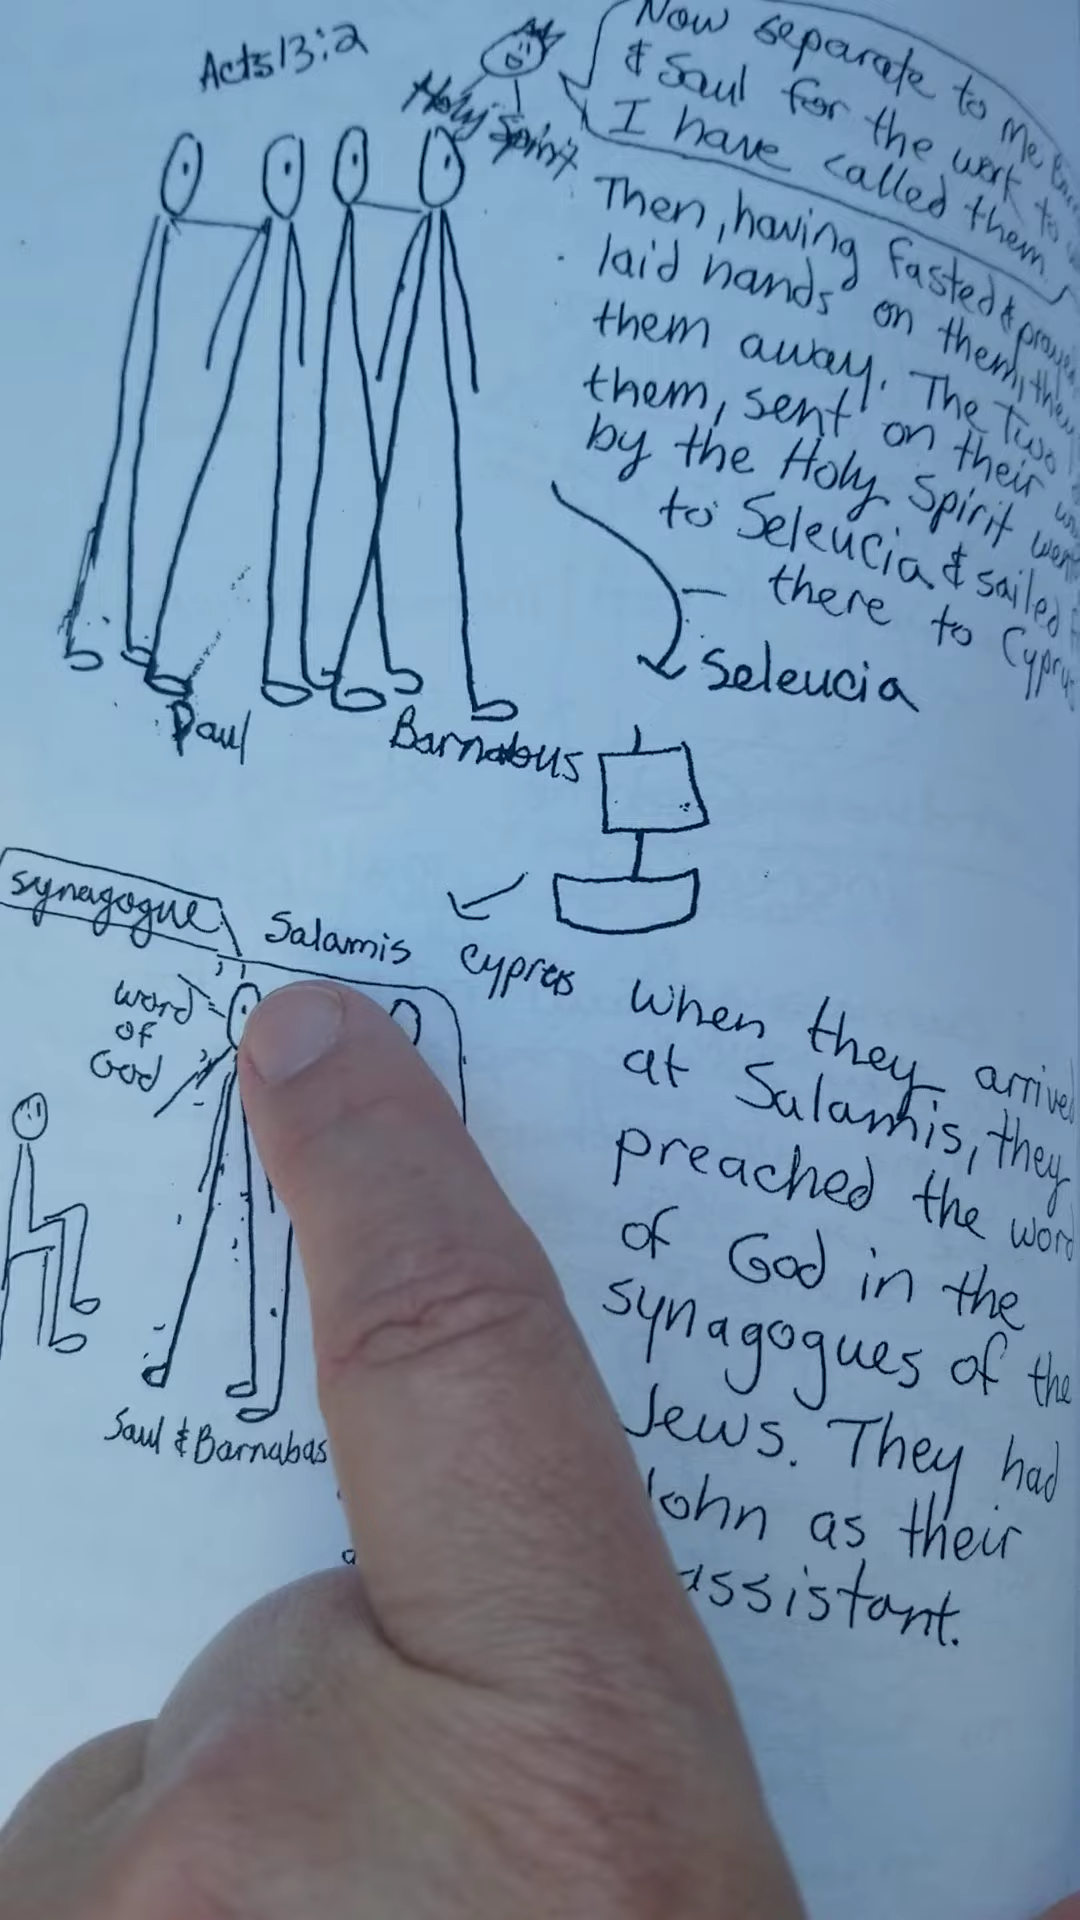 Acts 13:2
Holy Spirit
Now separate to me
& Saul for the work to
I have called them
Then, having fasted &
laid hands on them,
them away. The Two
them, sent on their
by the Holy Spirit
to Seleucia & sailed
there to
Seleucia
Paul
Barnabus
synagogue
Salamis
cyprus
word
of
God
Saul & Barnabas
When they
at Salamis, they
preached the word
of God in the
synagogues of the
Jews. They had
John as their
assistant.